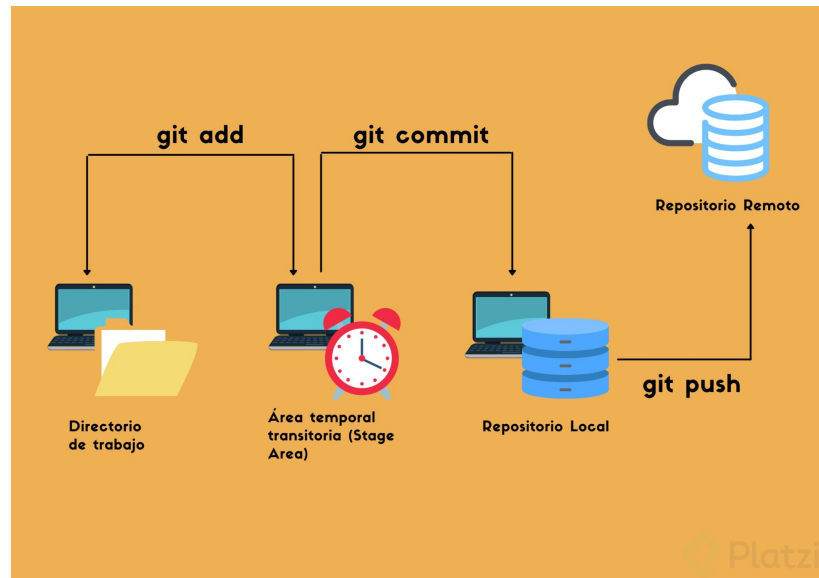 git add
git commit
Repositorio Remoto
git push
Directorio
de trabajo
Área temporal
transitoria (Stage
Area)
Repositorio Local
Platzi